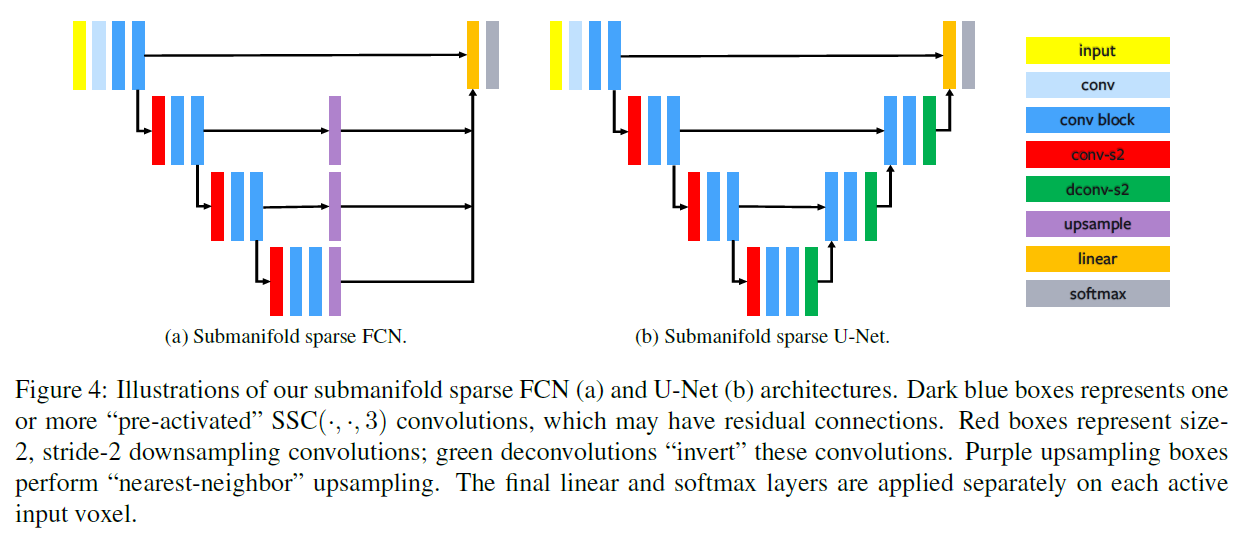 input
conv
conv block
conv-s2
dconv-s2
upsample
linear
softmax
(a) Submanifold sparse FCN.
(b) Submanifold sparse U-Net.
Figure 4: Illustrations of our submanifold sparse FCN (a) and U-Net (b) architectures. Dark blue boxes represents one
or more “pre-activated” SSC(·, ·, 3) convolutions, which may have residual connections. Red boxes represent size-
2, stride-2 downsampling convolutions; green deconvolutions “invert” these convolutions. Purple upsampling boxes
perform “nearest-neighbor” upsampling. The final linear and softmax layers are applied separately on each active
input voxel.